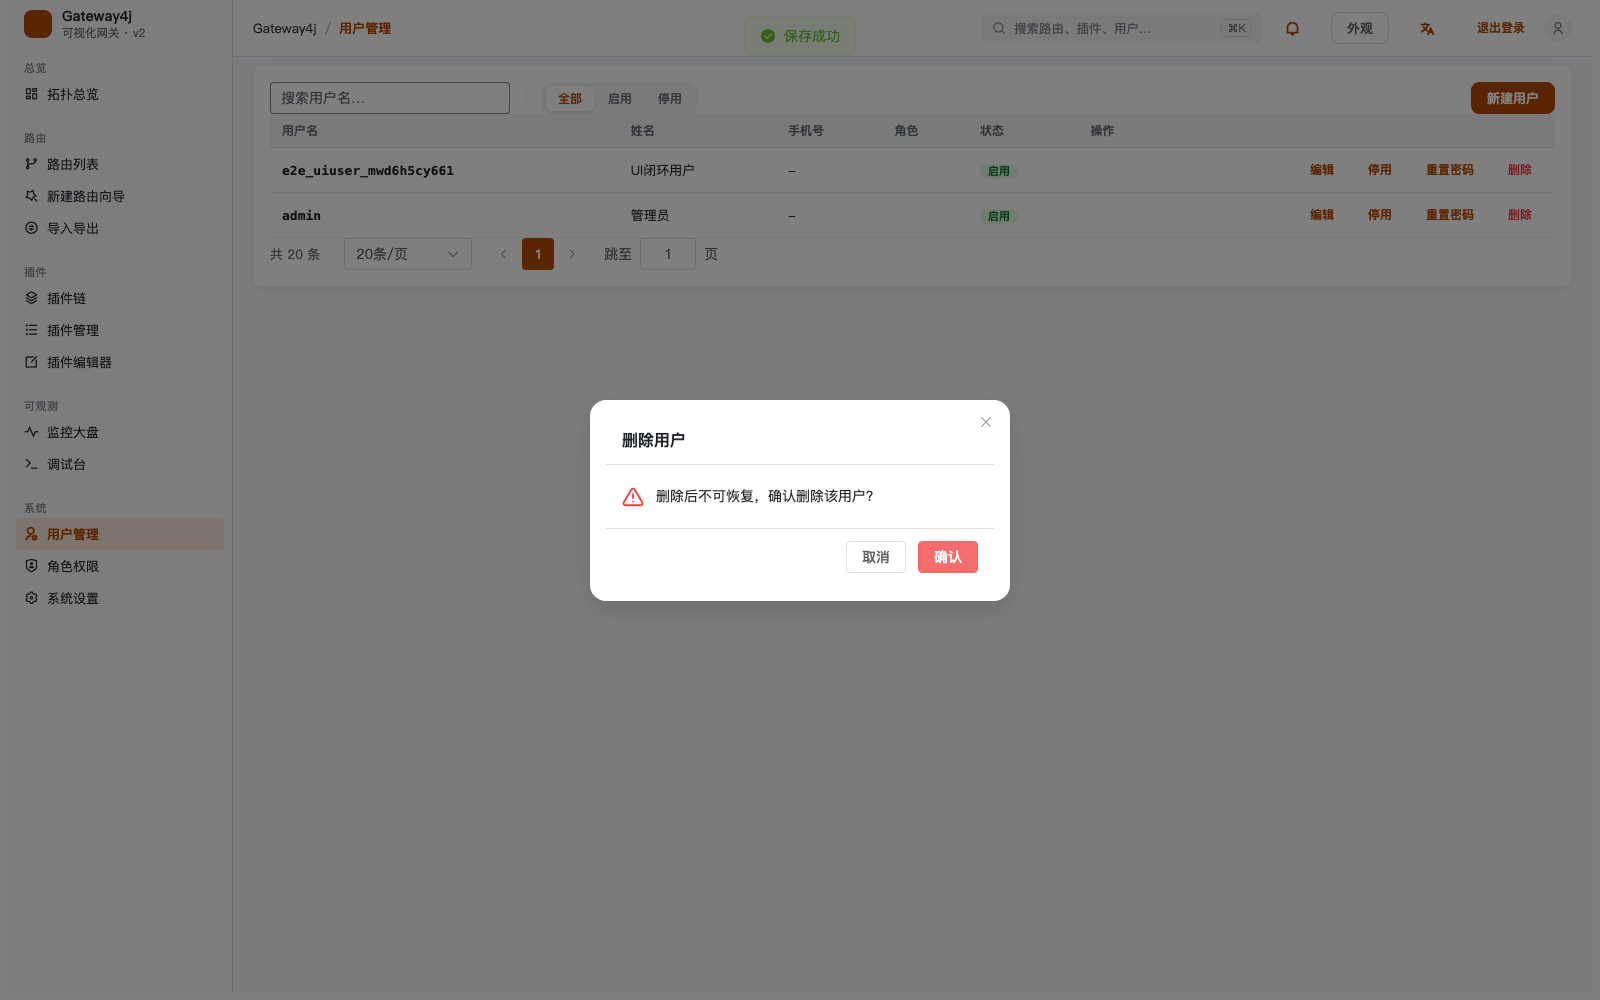 Gateway4j
可视化网关 · v2
总览
拓扑总览
路由
路由列表
新建路由向导
导入导出
插件
插件链
插件管理
插件编辑器
可观测
监控大盘
调试台
系统
用户管理
角色权限
系统设置
Gateway4j / 用户管理
保存成功
搜索路由、插件、用户... ⌘K
外观
退出登录
搜索用户名...
全部 启用 停用
新建用户
用户名 姓名 手机号 角色 状态 操作
e2e_uiuser_mwd6h5cy661 UI闭环用户 – 启用 编辑 停用 重置密码 删除
admin 管理员 – 启用 编辑 停用 重置密码 删除
共 20 条 20条/页 1 跳至 1 页
删除用户
删除后不可恢复，确认删除该用户？
取消 确认